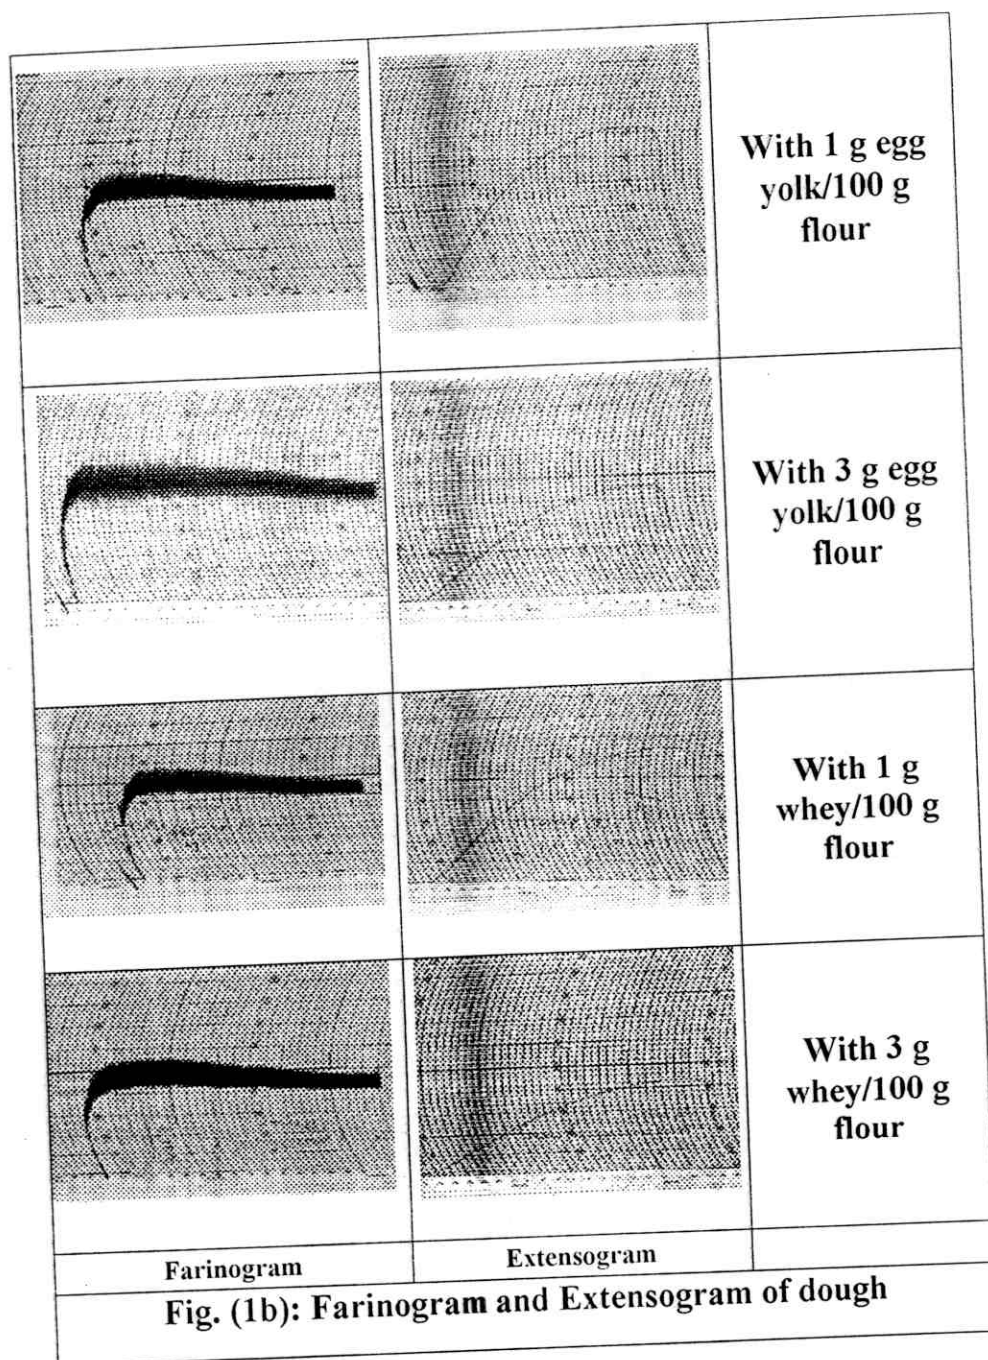 With 1 g egg
yolk/100 g
flour
With 3 g egg
yolk/100 g
flour
With 1 g
whey/100 g
flour
With 3 g
whey/100 g
flour
Farinogram
Extensogram
Fig. (1b): Farinogram and Extensogram of dough